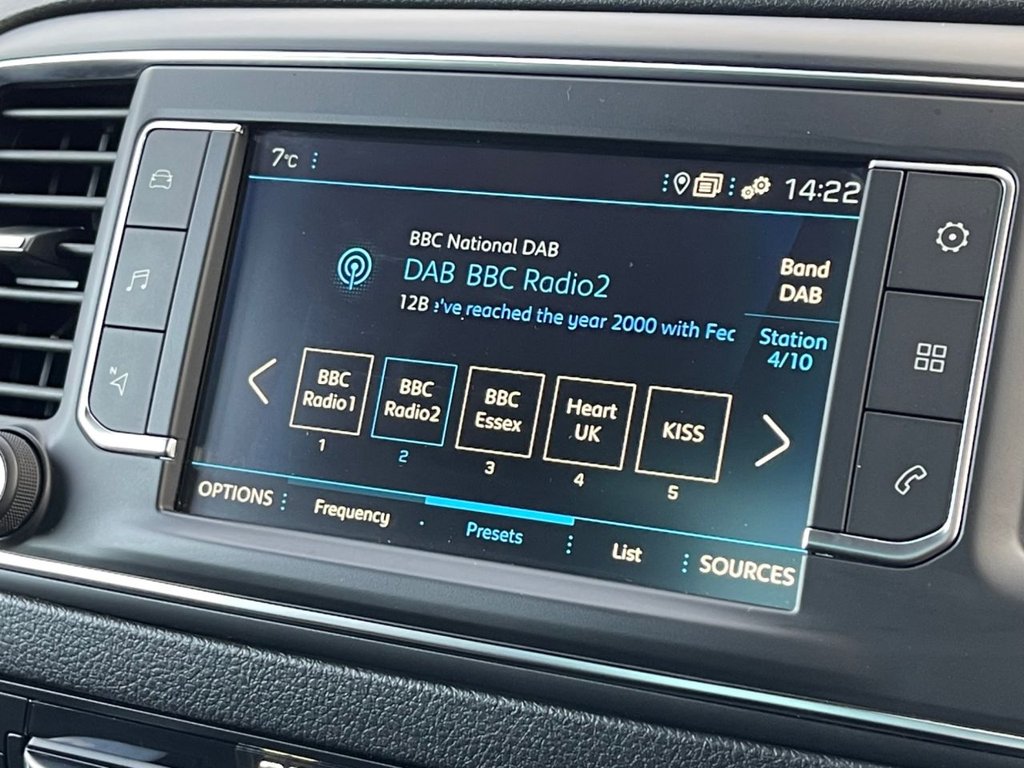 7°C
14:22
BBC National DAB
DAB BBC Radio2
12B
e've reached the year 2000 with Fec
Band
DAB
Station
4/10
BBC
Radio1
BBC
Radio2
BBC
Essex
Heart
UK
KISS
1
2
3
4
5
OPTIONS
Frequency
Presets
List
SOURCES
N